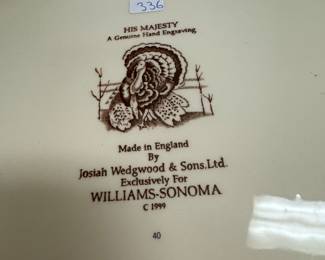 336
HIS MAJESTY
A Genuine Hand Engraving
Made in England
By
Josiah Wedgwood & Sons.Ltd.
Exclusively For
WILLIAMS-SONOMA
C 1999
40